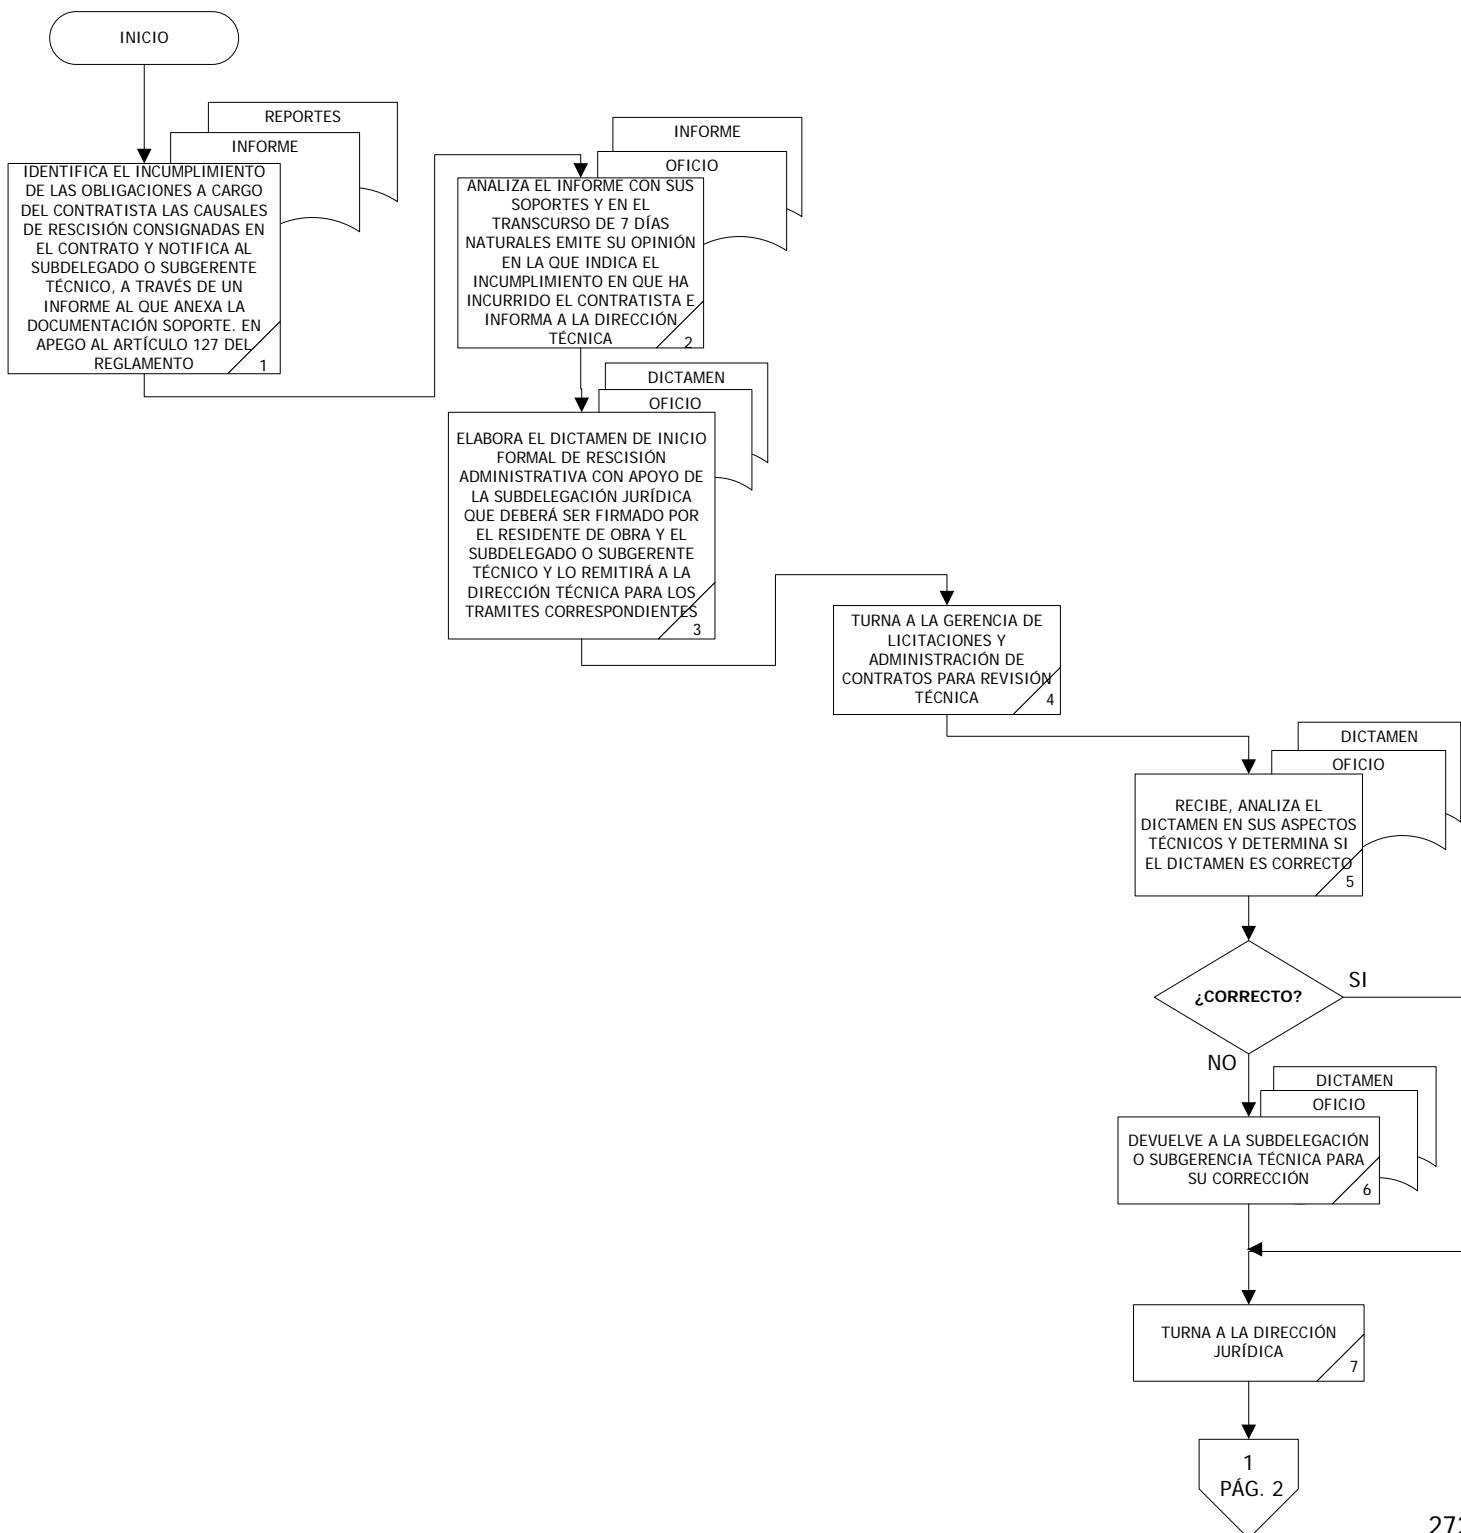 INICIO
REPORTES
INFORME
IDENTIFICA EL INCUMPLIMIENTO
DE LAS OBLIGACIONES A CARGO
DEL CONTRATISTA LAS CAUSALES
DE RESCISIÓN CONSIGNADAS EN
EL CONTRATO Y NOTIFICA AL
SUBDELEGADO O SUBGERENTE
TÉCNICO, A TRAVÉS DE UN
INFORME AL QUE ANEXA LA
DOCUMENTACIÓN SOPORTE. EN
APEGO AL ARTÍCULO 127 DEL
REGLAMENTO
1
INFORME
OFICIO
ANALIZA EL INFORME CON SUS
SOPORTES Y EN EL
TRANSCURSO DE 7 DÍAS
NATURALES EMITE SU OPINIÓN
EN LA QUE INDICA EL
INCUMPLIMIENTO EN QUE HA
INCURRIDO EL CONTRATISTA E
INFORMA A LA DIRECCIÓN
TÉCNICA
2
DICTAMEN
OFICIO
ELABORA EL DICTAMEN DE INICIO
FORMAL DE RESCISIÓN
ADMINISTRATIVA CON APOYO DE
LA SUBDELEGACIÓN JURÍDICA
QUE DEBERÁ SER FIRMADO POR
EL RESIDENTE DE OBRA Y EL
SUBDELEGADO O SUBGERENTE
TÉCNICO Y LO REMITIRÁ A LA
DIRECCIÓN TÉCNICA PARA LOS
TRAMITES CORRESPONDIENTES
3
TURNA A LA GERENCIA DE
LICITACIONES Y
ADMINISTRACIÓN DE
CONTRATOS PARA REVISIÓN
TÉCNICA
4
DICTAMEN
OFICIO
RECIBE, ANALIZA EL
DICTAMEN EN SUS ASPECTOS
TÉCNICOS Y DETERMINA SI
EL DICTAMEN ES CORRECTO
5
¿CORRECTO?
SI
NO
DICTAMEN
OFICIO
DEVUELVE A LA SUBDELEGACIÓN
O SUBGERENCIA TÉCNICA PARA
SU CORRECCIÓN
6
TURNA A LA DIRECCIÓN
JURÍDICA
7
1
PÁG. 2